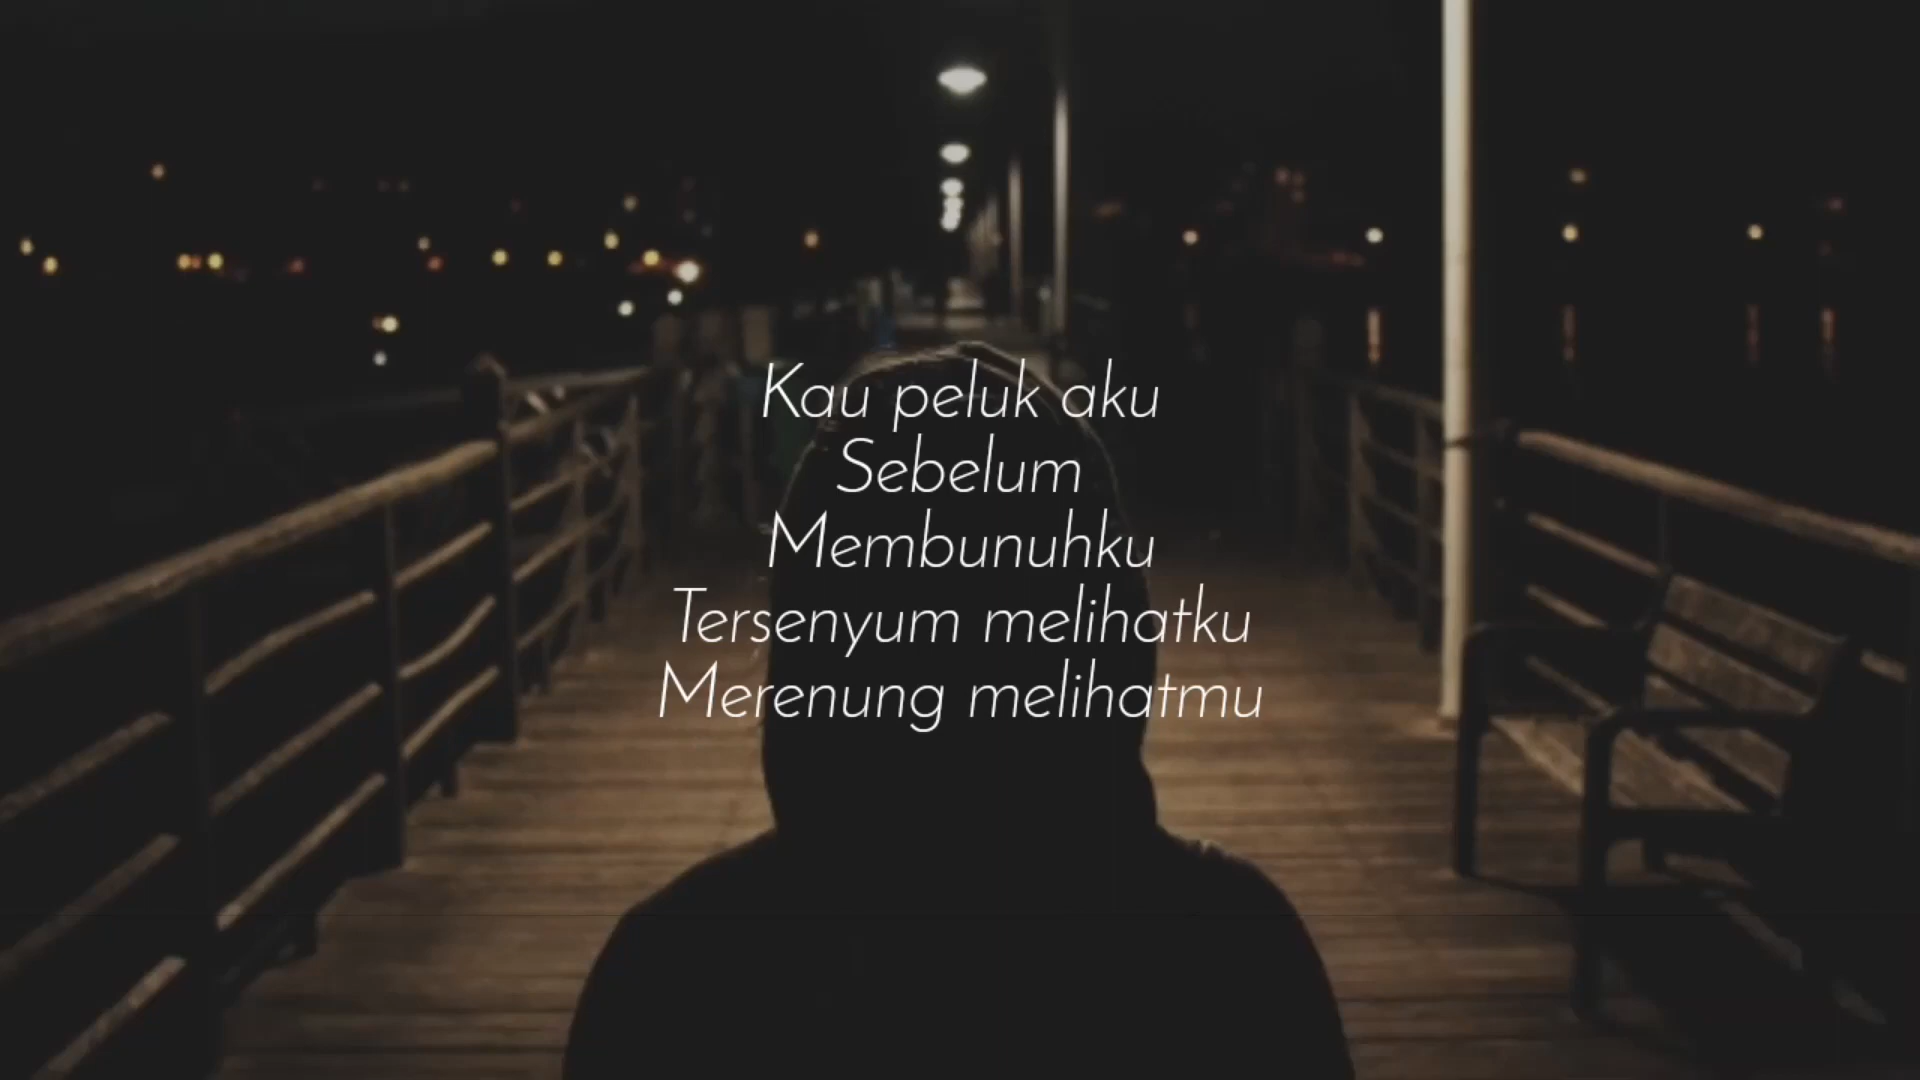 Kau peluk aku
Sebelum
Membunuhku
Tersenyum melihatku
Merenung melihatmu